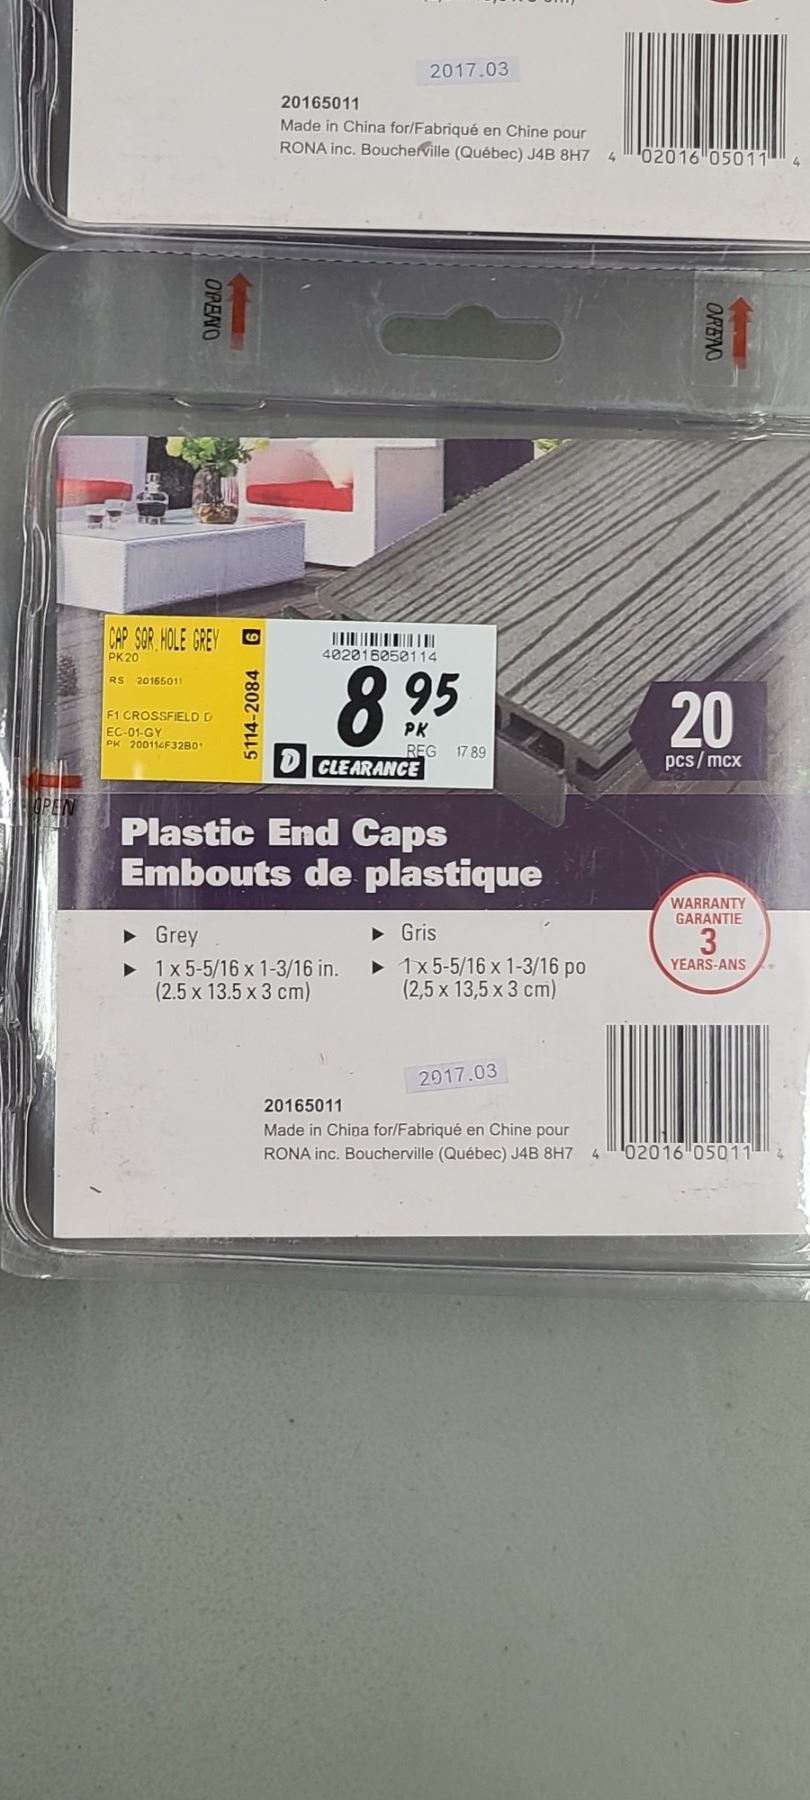 2017.03
20165011
Made in China for/Fabriqué en Chine pour
RONA inc. Boucherville (Québec) J4B 8H7
4 02016 05011 4
OPEN
OPEN
CAP SQR.HOLE GREY 6
PK20
RS 20165011
F1 CROSSFIELD D
EC-01-GY
PK 200114F32B01
5114-2084
402016050114
8 95
PK
REG 17 89
D CLEARANCE
20
pcs/mcx
OPEN
Plastic End Caps
Embouts de plastique
Grey
1 x 5-5/16 x 1-3/16 in.
(2.5 x 13.5 x 3 cm)
Gris
1 x 5-5/16 x 1-3/16 po
(2,5 x 13,5 x 3 cm)
WARRANTY
GARANTIE
3
YEARS-ANS
2017.03
20165011
Made in China for/Fabriqué en Chine pour
RONA inc. Boucherville (Québec) J4B 8H7
4 02016 05011 4